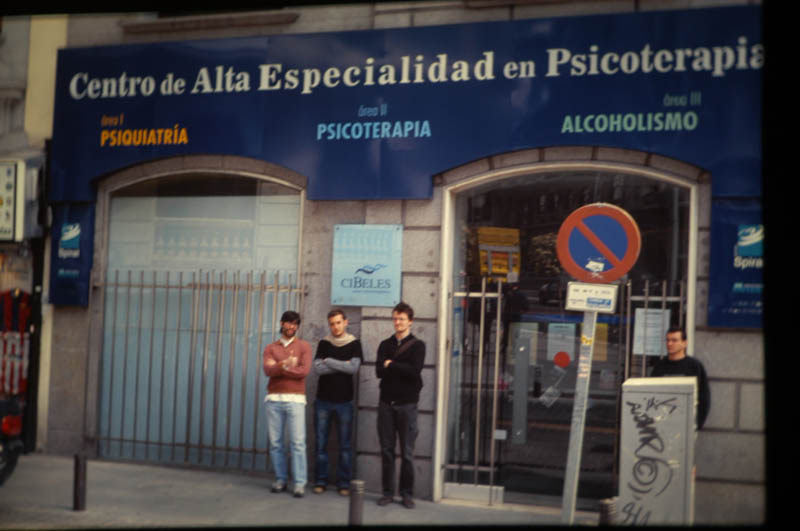 Centro de Alta Especialidad en Psicoterapia
área I
PSIQUIATRÍA
área II
PSICOTERAPIA
área III
ALCOHOLISMO
Spiral
CIBELES
Spiral